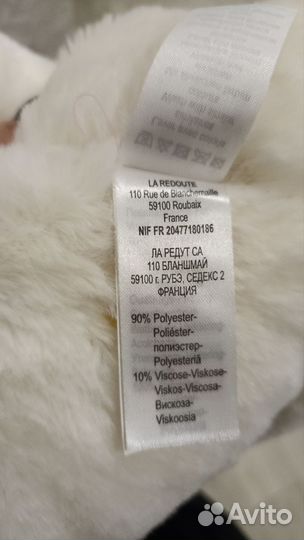 LA REDOUTE
110 Rue de Blanchemaille
59100 Roubaix
France
NIF FR 20477180186
ЛА РЕДУТ СА
110 БЛАНШМАЙ
59100 г. РУБЭ, СЕДЕКС 2
ФРАНЦИЯ
90% Polyester-
Poliéster-
полиэстер-
Polyesteriä
10% Viscose-Viskose-
Viskos-Viscosa-
Вискоза-
Viskoosia
Avito